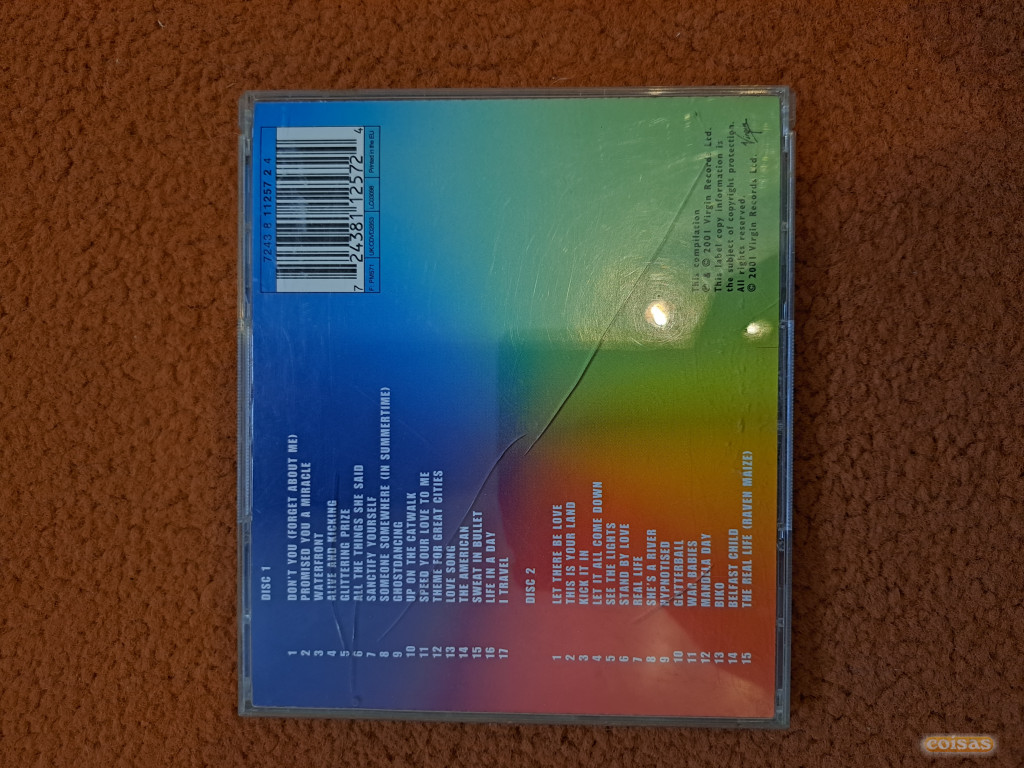 7243 8 11257 2 4
7 24381 12572 4
Printed in the EU
DISC 1
1 DON'T YOU (FORGET ABOUT ME)
2 PROMISED YOU A MIRACLE
3 WATERFRONT
4 ALIVE AND KICKING
5 GLITTERING PRIZE
6 ALL THE THINGS SHE SAID
7 SANCTIFY YOURSELF
8 SOMEONE SOMEWHERE (IN SUMMERTIME)
9 GHOSTDANCING
10 UP ON THE CATWALK
11 SPEED YOUR LOVE TO ME
12 THEME FOR GREAT CITIES
13 LOVE SONG
14 THE AMERICAN
15 SWEAT IN BULLET
16 LIFE IN A DAY
17 I TRAVEL
DISC 2
1 LET THERE BE LOVE
2 THIS IS YOUR LAND
3 KICK IT IN
4 LET IT ALL COME DOWN
5 SEE THE LIGHTS
6 STAND BY LOVE
7 REAL LIFE
8 SHE'S A RIVER
9 HYPNOTISED
10 GLITTERBALL
11 WAR BABIES
12 MANDELA DAY
13 BIKO
14 BELFAST CHILD
15 THE REAL LIFE (RAVEN MAIZE)
This compilation
℗ & © 2001 Virgin Records Ltd.
This label copy information is
the subject of copyright protection.
All rights reserved.
© 2001 Virgin Records Ltd. Virgin
coisas